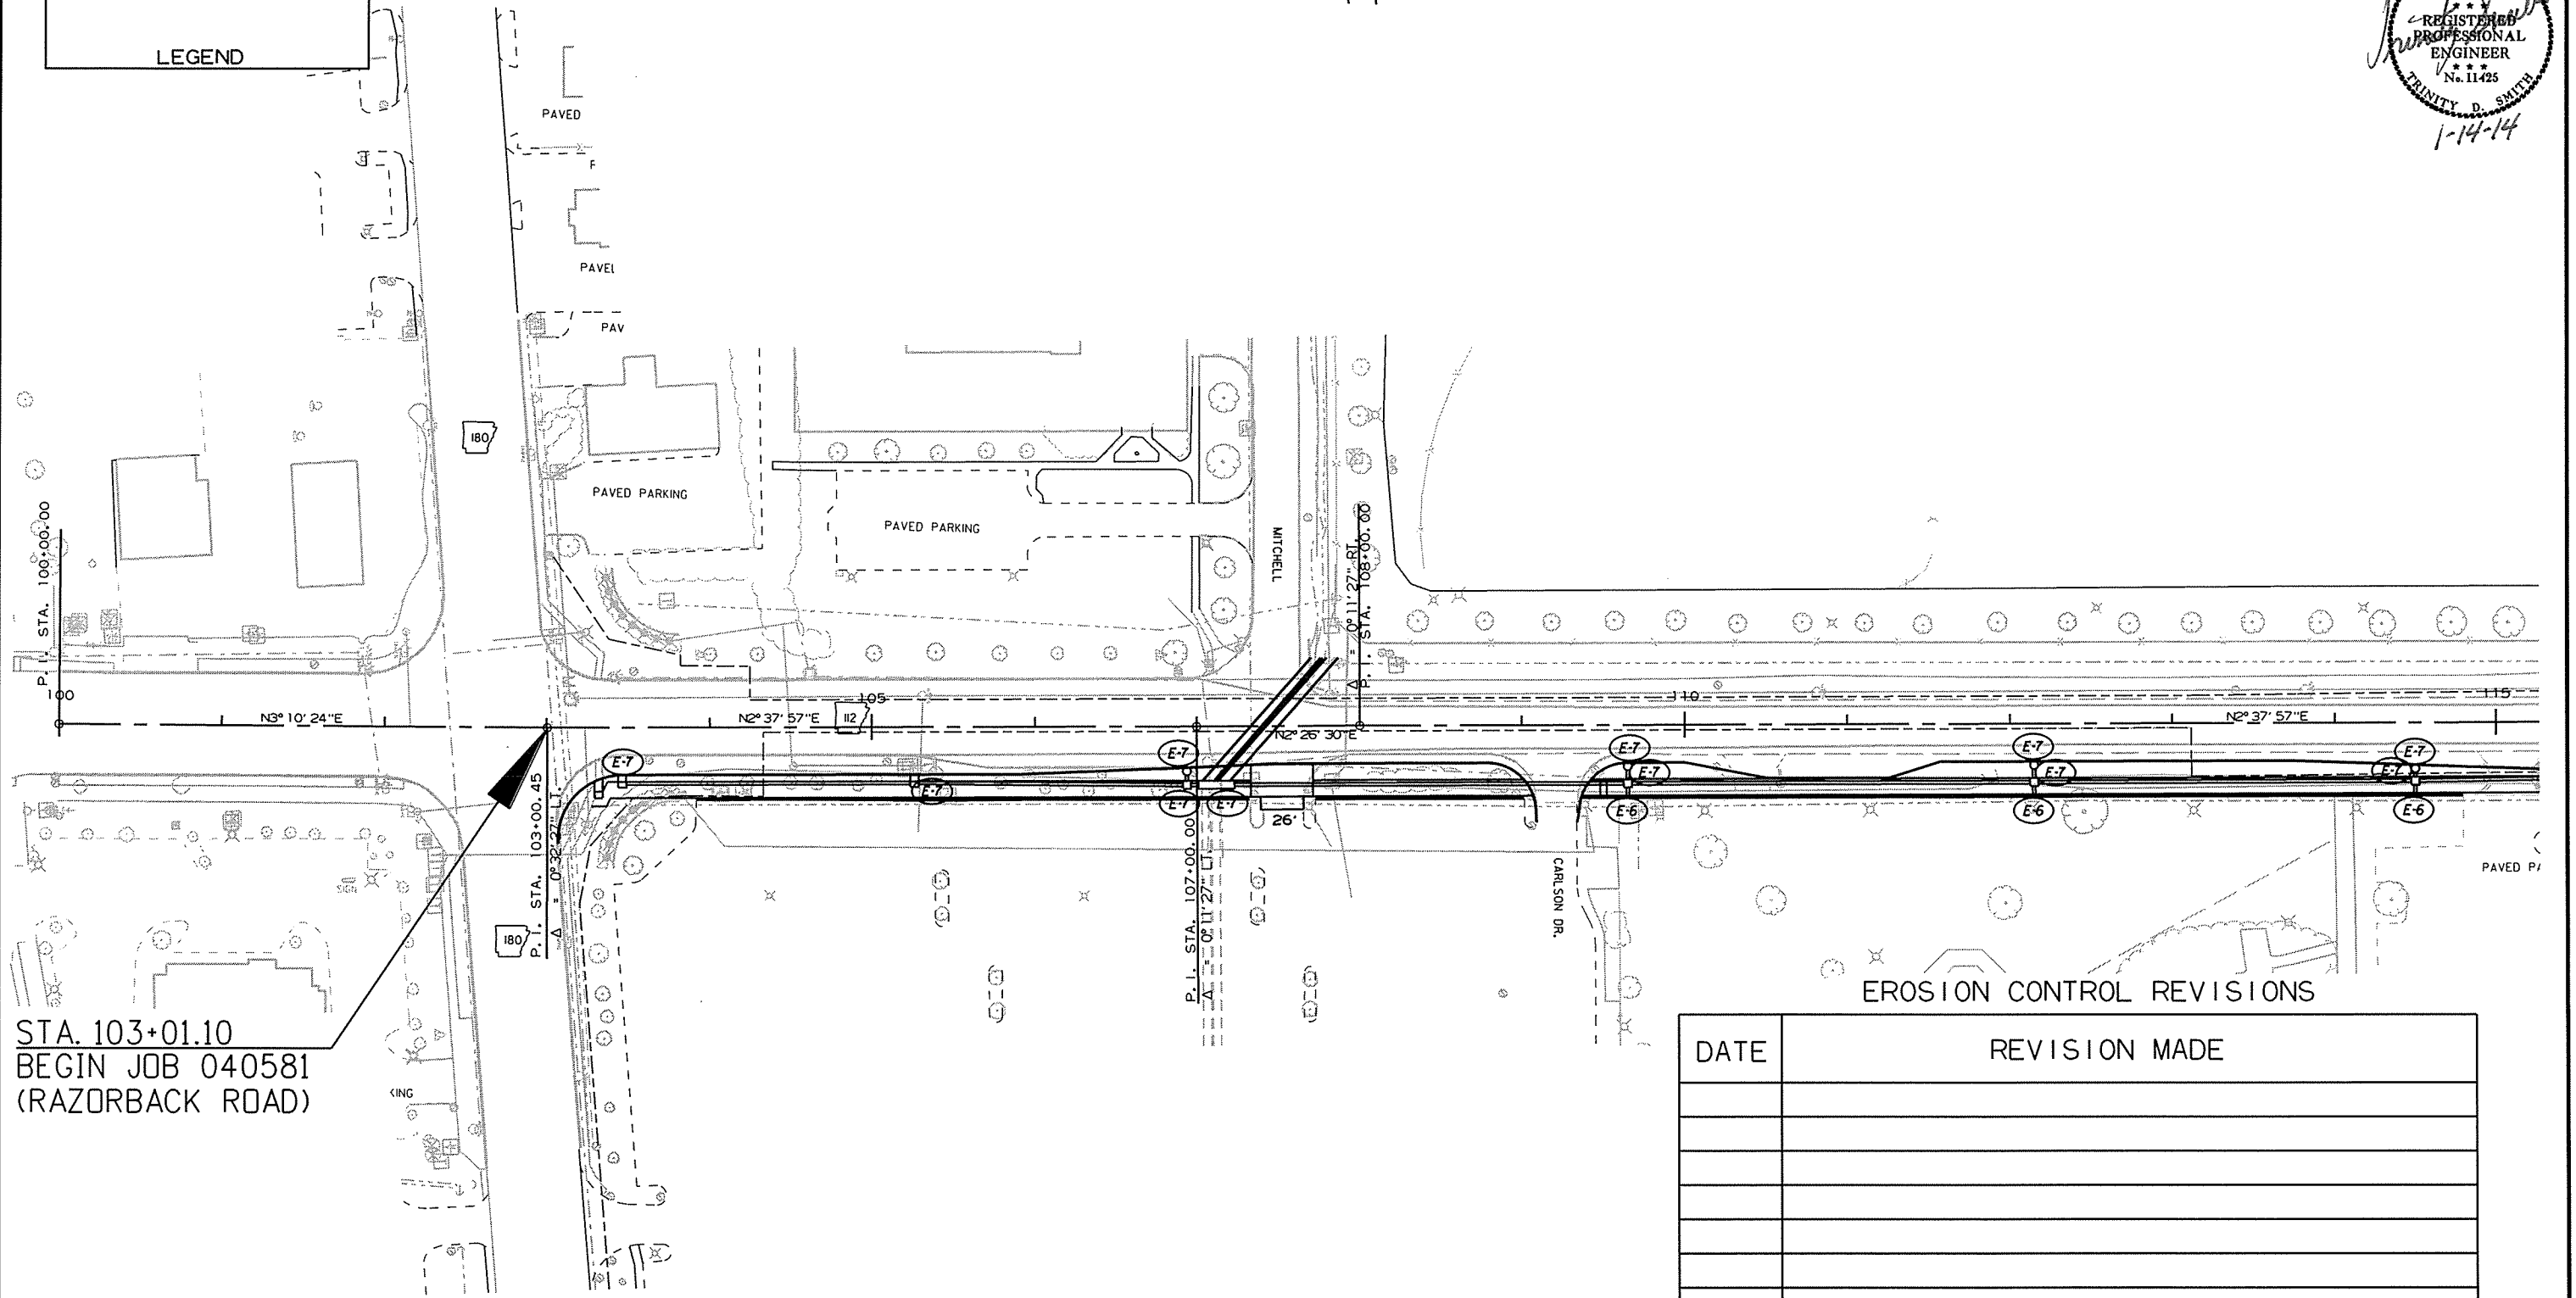 LEGEND
REGISTERED
PROFESSIONAL
ENGINEER
No. 11425
TRINITY D. SMITH
1-14-14
PAVED
PAV
180
PAVED PARKING
PAVED PARKING
MITCHELL
P.I. STA. 100+00.00
Δ = 0° 11' 27" RT.
P.I. STA. 108+00.00
100
105
110
115
N3° 10' 24"E
N2° 37' 57"E
112
N2° 26' 30"E
N2° 37' 57"E
E-7
E-7
E-7
E-7
E-7
E-7
E-7
E-6
E-7
E-7
E-6
E-7
E-7
E-6
26'
P.I. STA. 103+00.45
Δ = 0° 32' 27" LT.
P.I. STA. 107+00.00
Δ = 0° 11' 27" LT.
CARLSON DR.
PAVED PA
SIGN
180
KING
STA. 103+01.10
BEGIN JOB 040581
(RAZORBACK ROAD)
EROSION CONTROL REVISIONS
DATE
REVISION MADE